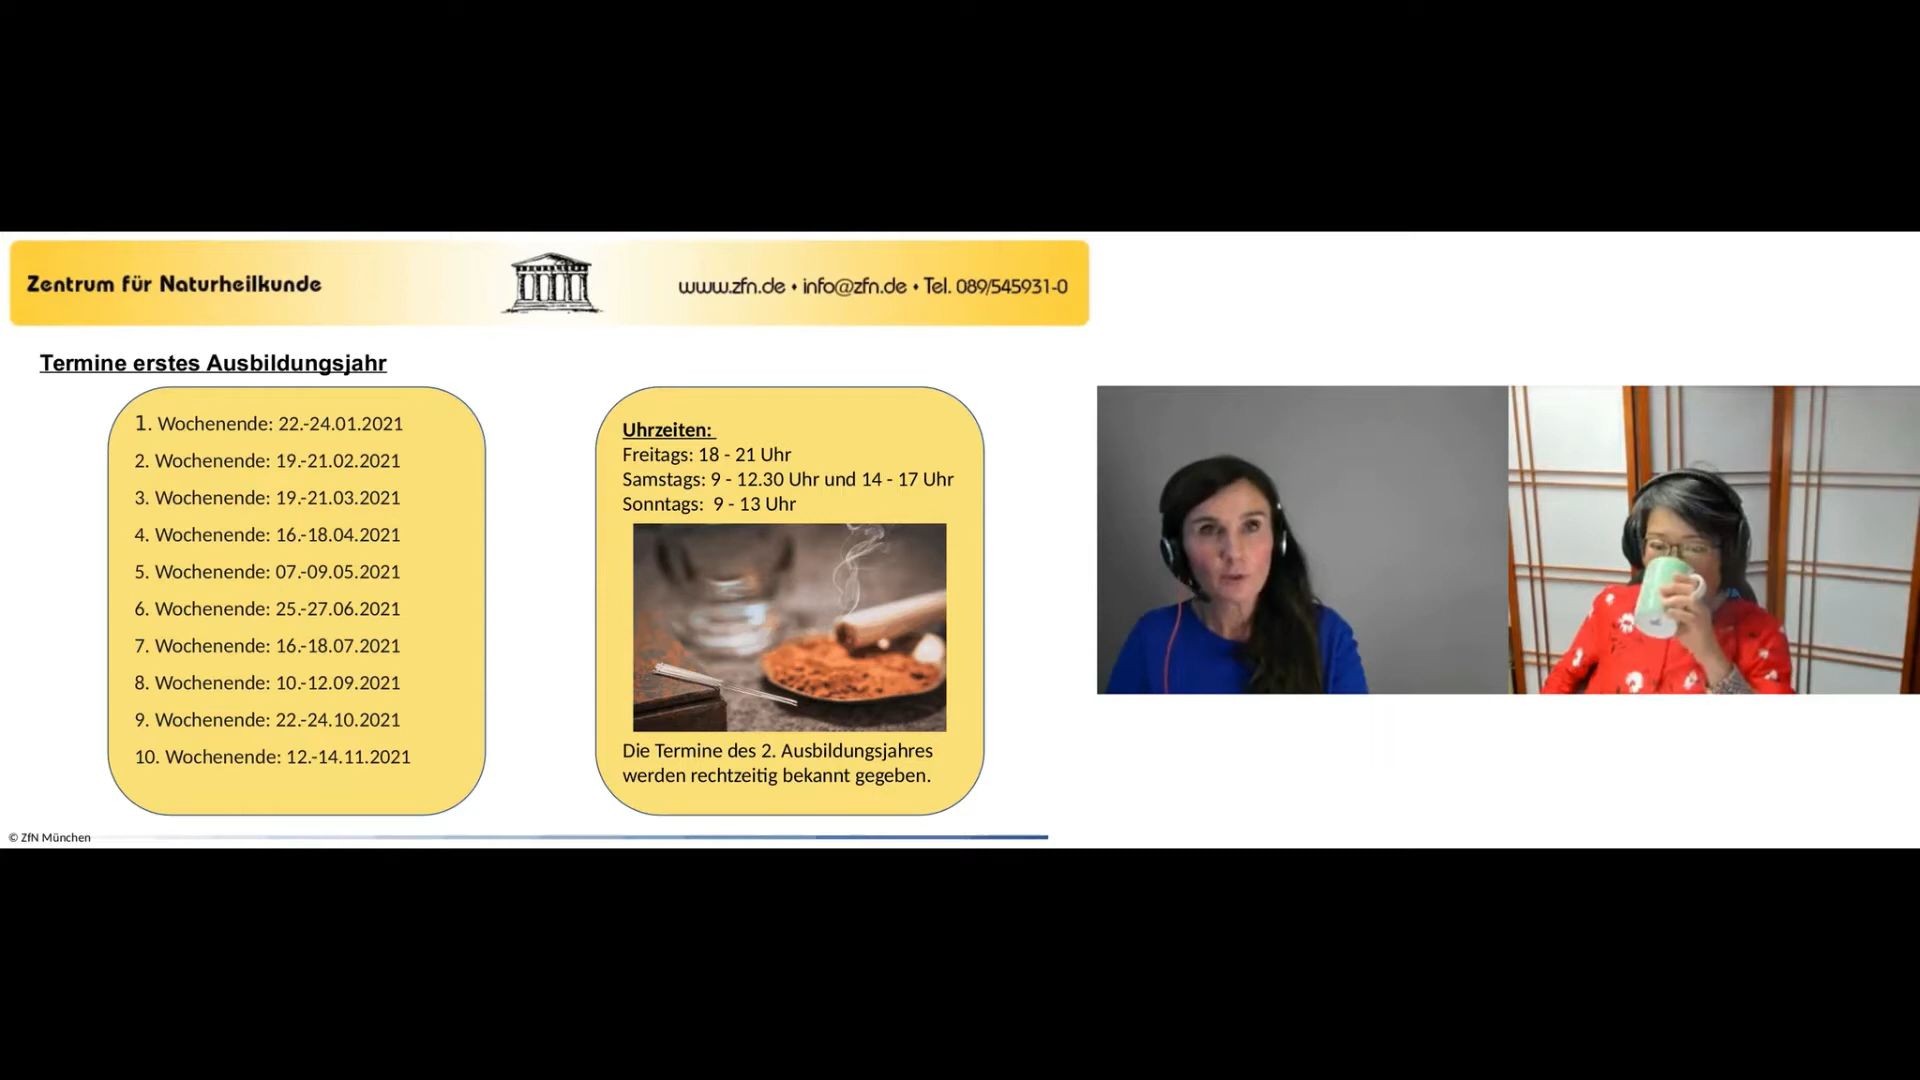 Zentrum für Naturheilkunde
www.zfn.de • info@zfn.de • Tel. 089/545931-0
Termine erstes Ausbildungsjahr
1. Wochenende: 22.-24.01.2021
2. Wochenende: 19.-21.02.2021
3. Wochenende: 19.-21.03.2021
4. Wochenende: 16.-18.04.2021
5. Wochenende: 07.-09.05.2021
6. Wochenende: 25.-27.06.2021
7. Wochenende: 16.-18.07.2021
8. Wochenende: 10.-12.09.2021
9. Wochenende: 22.-24.10.2021
10. Wochenende: 12.-14.11.2021
Uhrzeiten:
Freitags: 18 - 21 Uhr
Samstags: 9 - 12.30 Uhr und 14 - 17 Uhr
Sonntags: 9 - 13 Uhr
Die Termine des 2. Ausbildungsjahres
werden rechtzeitig bekannt gegeben.
© ZfN München